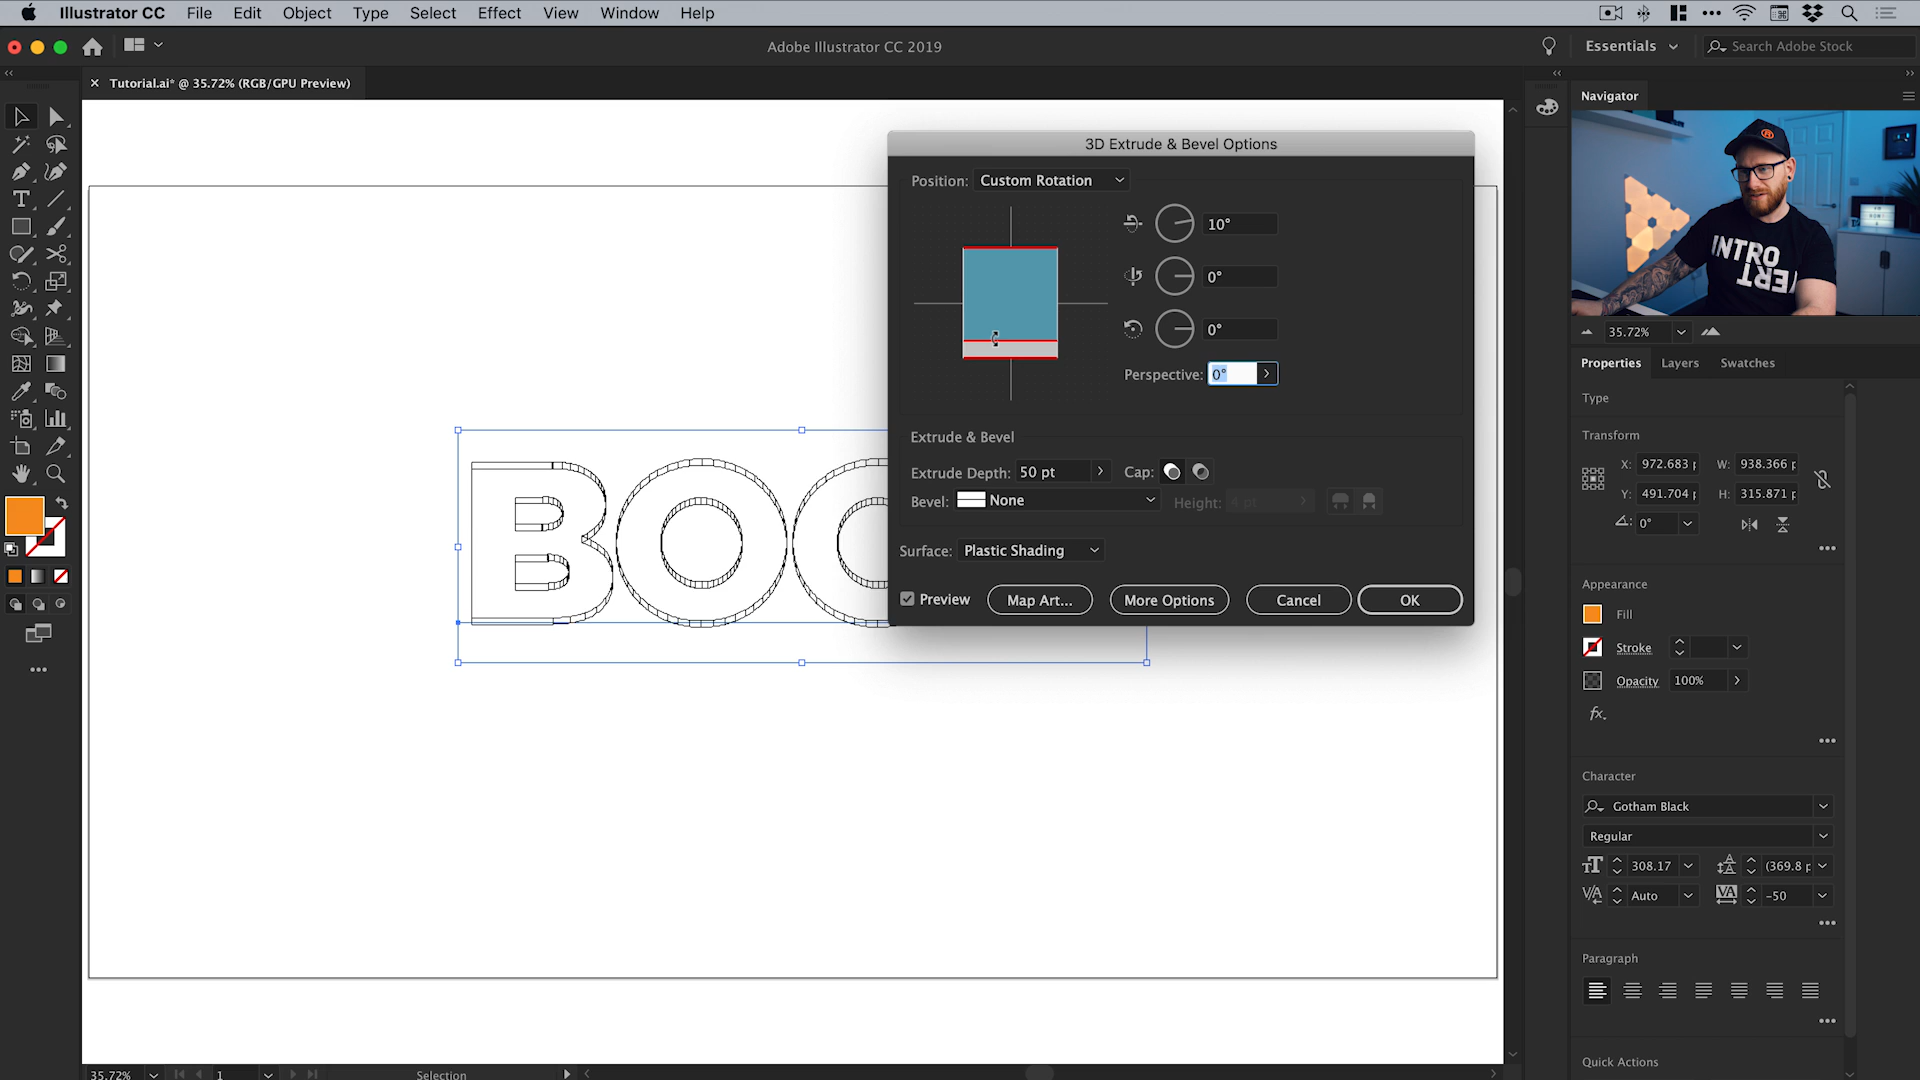 Illustrator CC File Edit Object Type Select Effect View Window Help
Adobe Illustrator CC 2019
Essentials
Search Adobe Stock
Tutorial.ai* @ 35.72% (RGB/GPU Preview)
Navigator
INTRO
VERT
35.72%
3D Extrude & Bevel Options
Position: Custom Rotation
10°
0°
0°
Perspective: 0°
Extrude & Bevel
Extrude Depth: 50 pt
Cap:
Bevel: None
Height: 4 pt
Surface: Plastic Shading
Preview
Map Art...
More Options
Cancel
OK
BOO
Properties Layers Swatches
Type
Transform
X: 972.683 p
W: 938.366 p
Y: 491.704 p
H: 315.871 p
0°
Appearance
Fill
Stroke
Opacity 100%
fx.
Character
Gotham Black
Regular
308.17
(369.8 p
Auto
-50
Paragraph
Quick Actions
35.72%
1
Selection